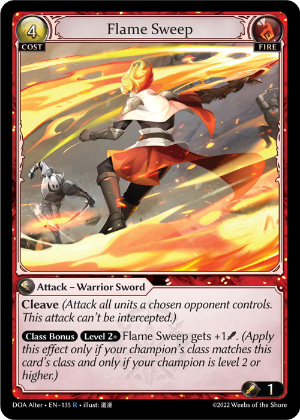 4
COST
Flame Sweep
FIRE
Attack – Warrior Sword
Cleave (Attack all units a chosen opponent controls.
This attack can't be intercepted.)
Class Bonus Level 2+ Flame Sweep gets +1. (Apply
this effect only if your champion's class matches this
card's class and only if your champion is level 2 or
higher.)
1
DOA Alter • EN-135 R • illust:
©2022 Weebs of the Shore